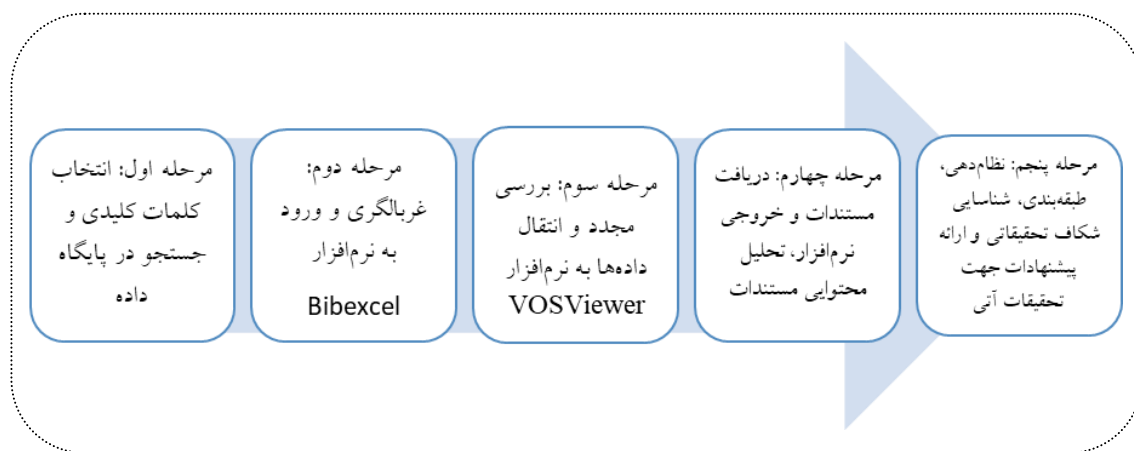 مرحله اول: انتخاب
کلمات کلیدی و
جستجو در پایگاه
داده
مرحله دوم:
غربالگری و ورود
به نرم‌افزار
Bibexcel
مرحله سوم: بررسی
مجدد و انتقال
داده‌ها به نرم‌افزار
VOSViewer
مرحله چهارم: دریافت
مستندات و خروجی
نرم‌افزار، تحلیل
محتوایی مستندات
مرحله پنجم: نظام‌دهی،
طبقه‌بندی، شناسایی
شکاف تحقیقاتی و ارائه
پیشنهادات جهت
تحقیقات آتی